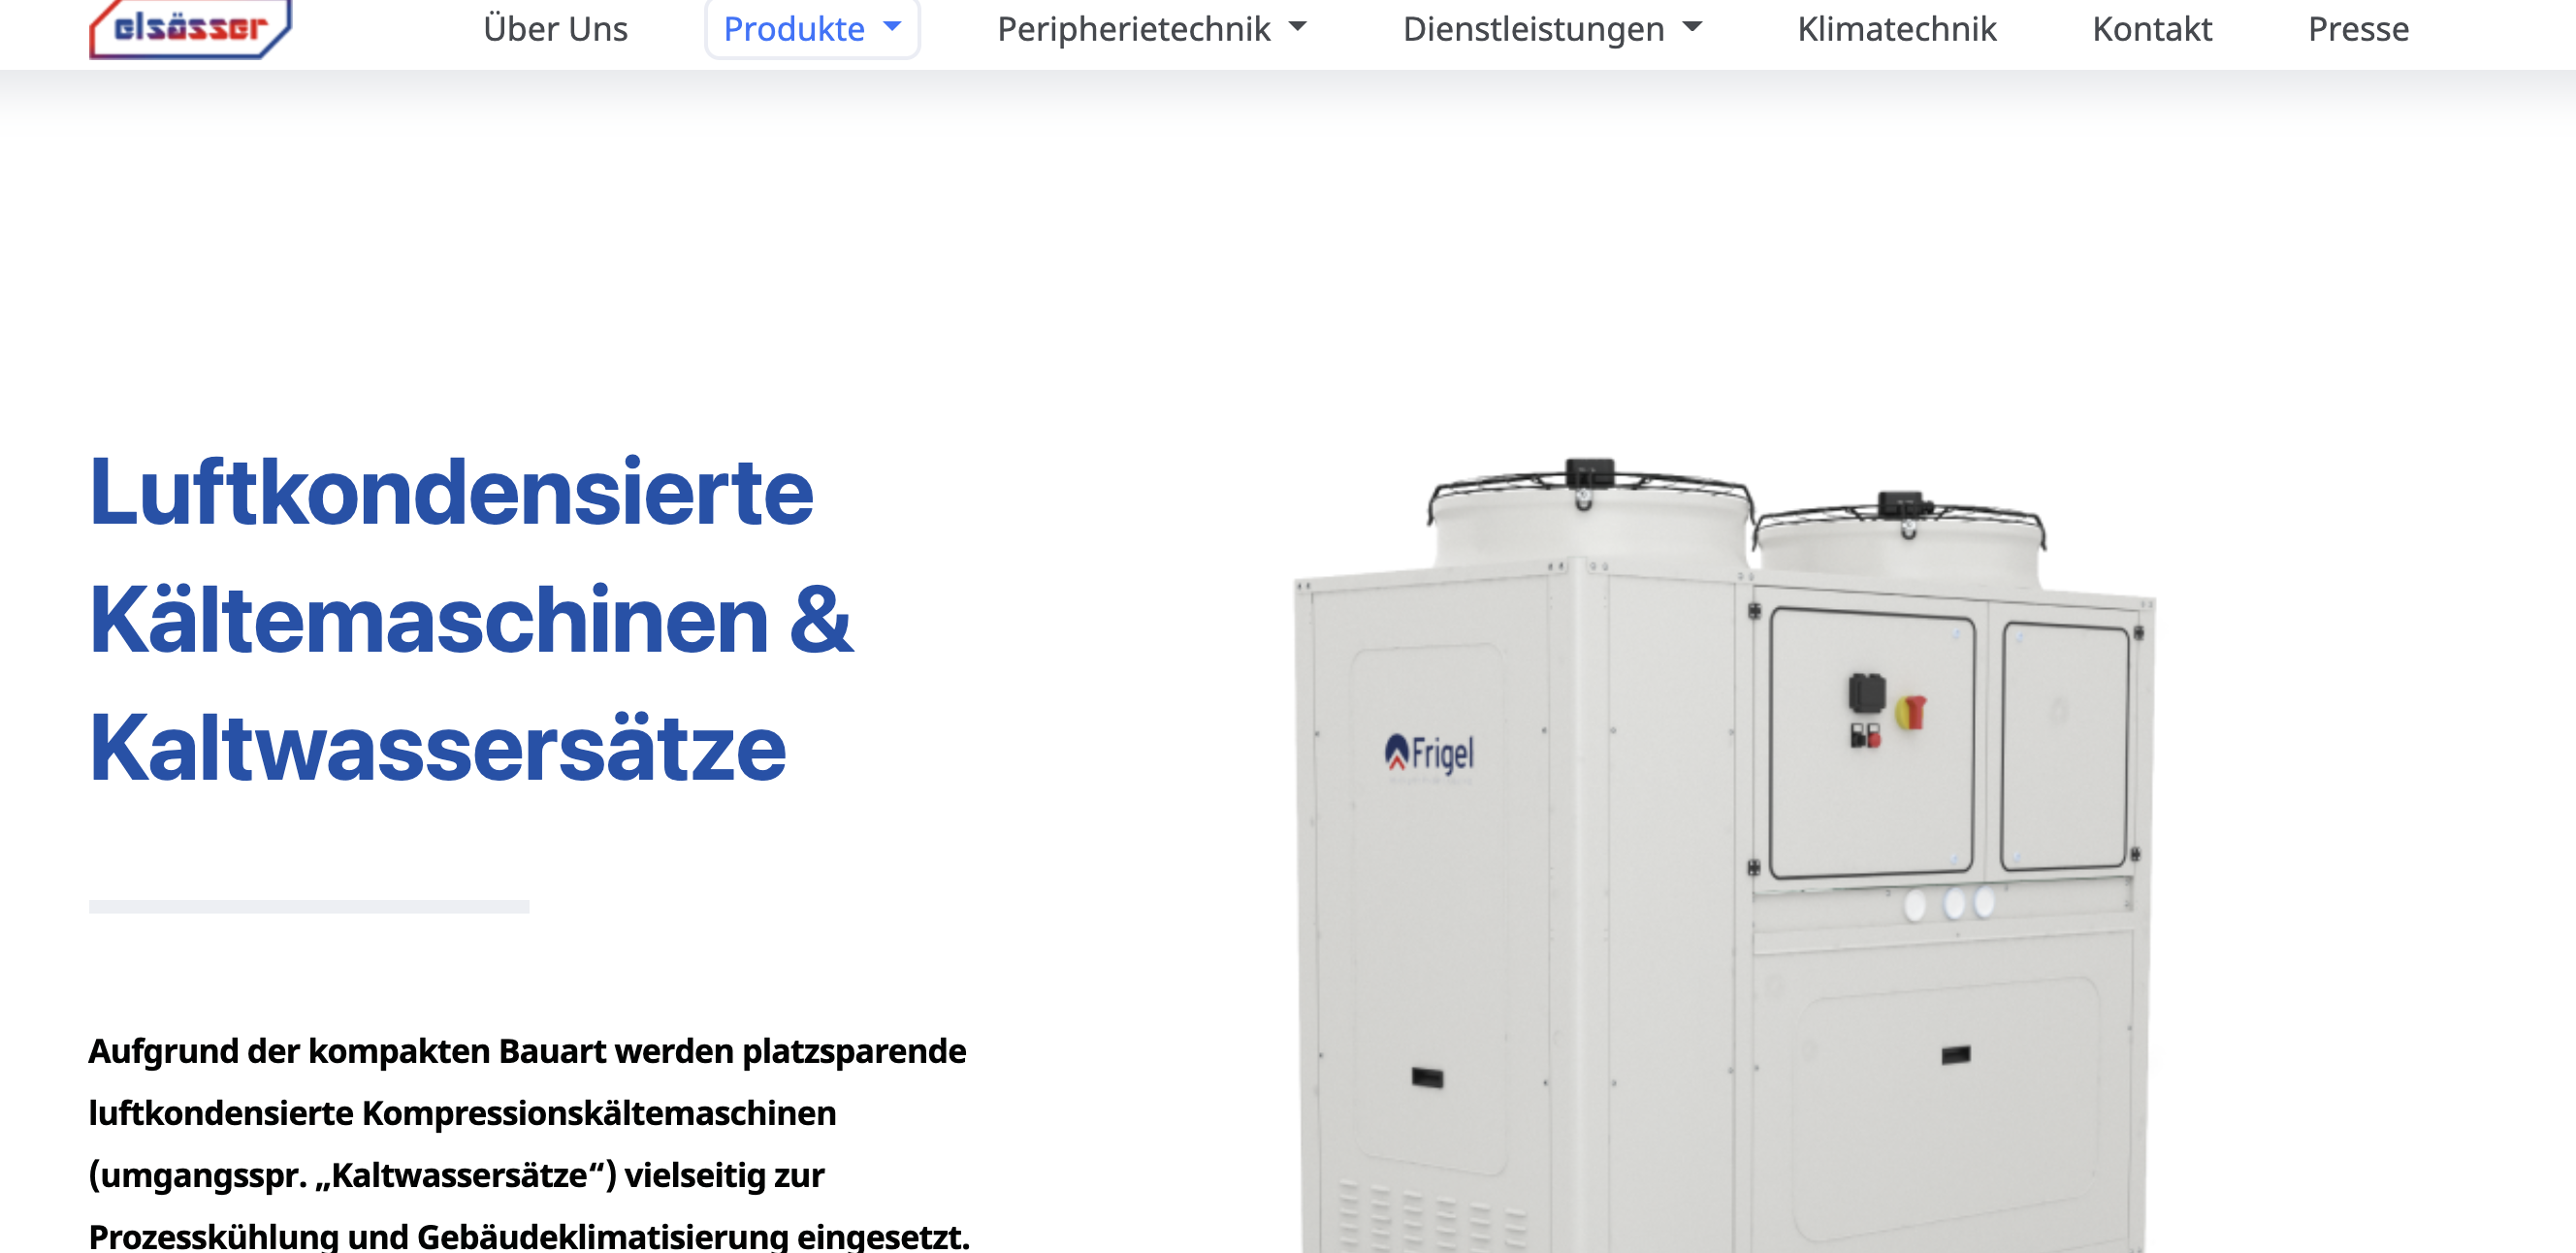 elsässer
Über Uns
Produkte
Peripherietechnik
Dienstleistungen
Klimatechnik
Kontakt
Presse
Luftkondensierte
Kältemaschinen &
Kaltwassersätze
Frigel
Aufgrund der kompakten Bauart werden platzsparende
luftkondensierte Kompressionskältemaschinen
(umgangsspr. „Kaltwassersätze“) vielseitig zur
Prozesskühlung und Gebäudeklimatisierung eingesetzt.